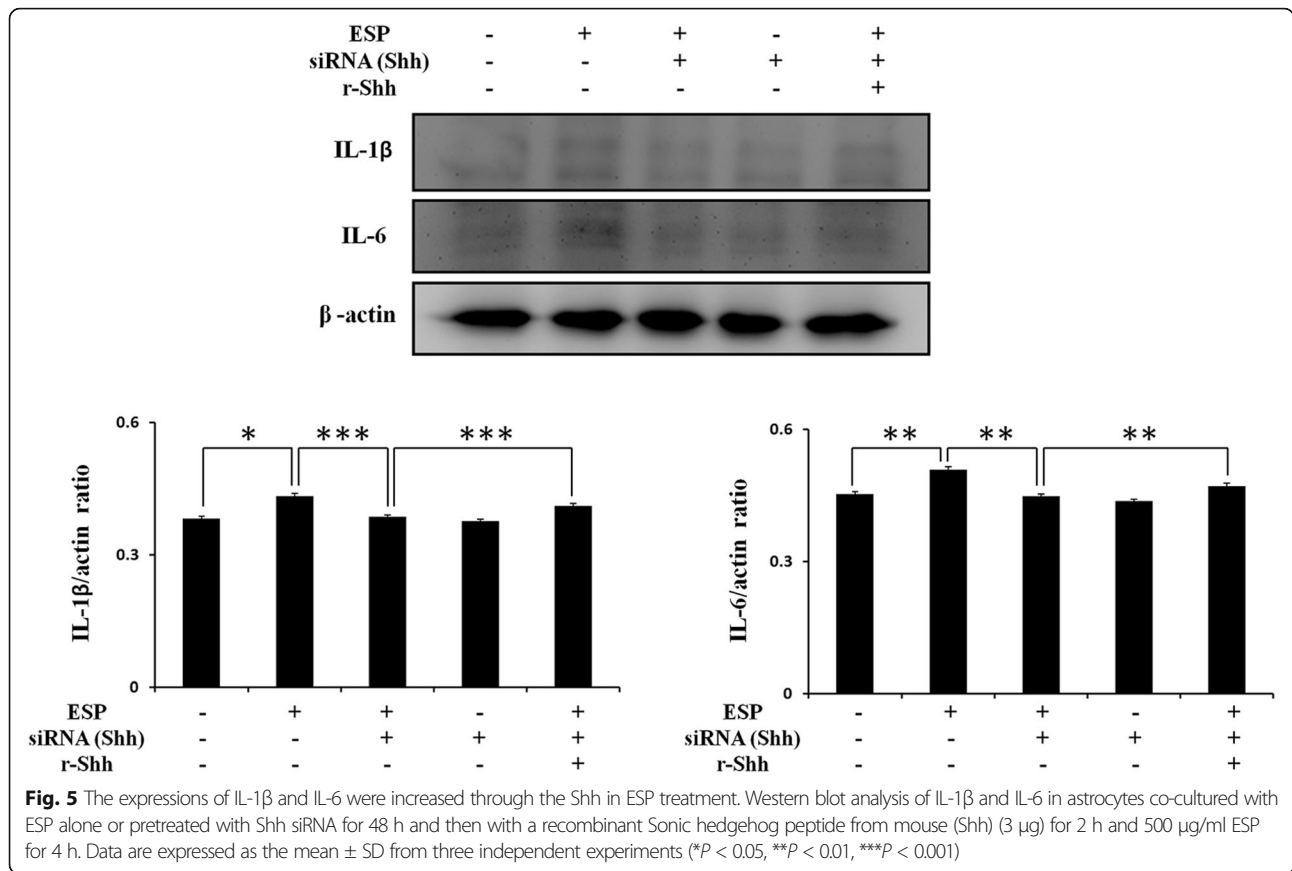 ESP - + + - +
siRNA (Shh) - - + + +
r-Shh - - - - +
IL-1β
IL-6
β-actin
0.6
0.3
0
IL-1β/actin ratio
* *** ***
ESP - + + - +
siRNA (Shh) - - + + +
r-Shh - - - - +
0.6
0.3
0
IL-6/actin ratio
** ** **
ESP - + + - +
siRNA (Shh) - - + + +
r-Shh - - - - +
Fig. 5 The expressions of IL-1β and IL-6 were increased through the Shh in ESP treatment. Western blot analysis of IL-1β and IL-6 in astrocytes co-cultured with
ESP alone or pretreated with Shh siRNA for 48 h and then with a recombinant Sonic hedgehog peptide from mouse (Shh) (3 μg) for 2 h and 500 μg/ml ESP
for 4 h. Data are expressed as the mean ± SD from three independent experiments (*P < 0.05, **P < 0.01, ***P < 0.001)